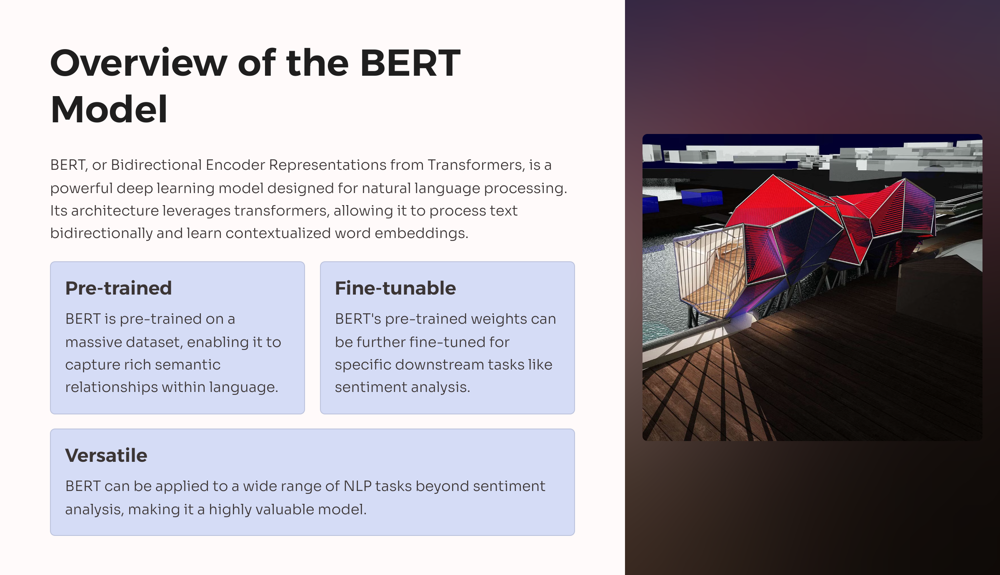 Overview of the BERT
Model
BERT, or Bidirectional Encoder Representations from Transformers, is a
powerful deep learning model designed for natural language processing.
Its architecture leverages transformers, allowing it to process text
bidirectionally and learn contextualized word embeddings.
Pre-trained
BERT is pre-trained on a
massive dataset, enabling it to
capture rich semantic
relationships within language.
Fine-tunable
BERT's pre-trained weights can
be further fine-tuned for
specific downstream tasks like
sentiment analysis.
Versatile
BERT can be applied to a wide range of NLP tasks beyond sentiment
analysis, making it a highly valuable model.